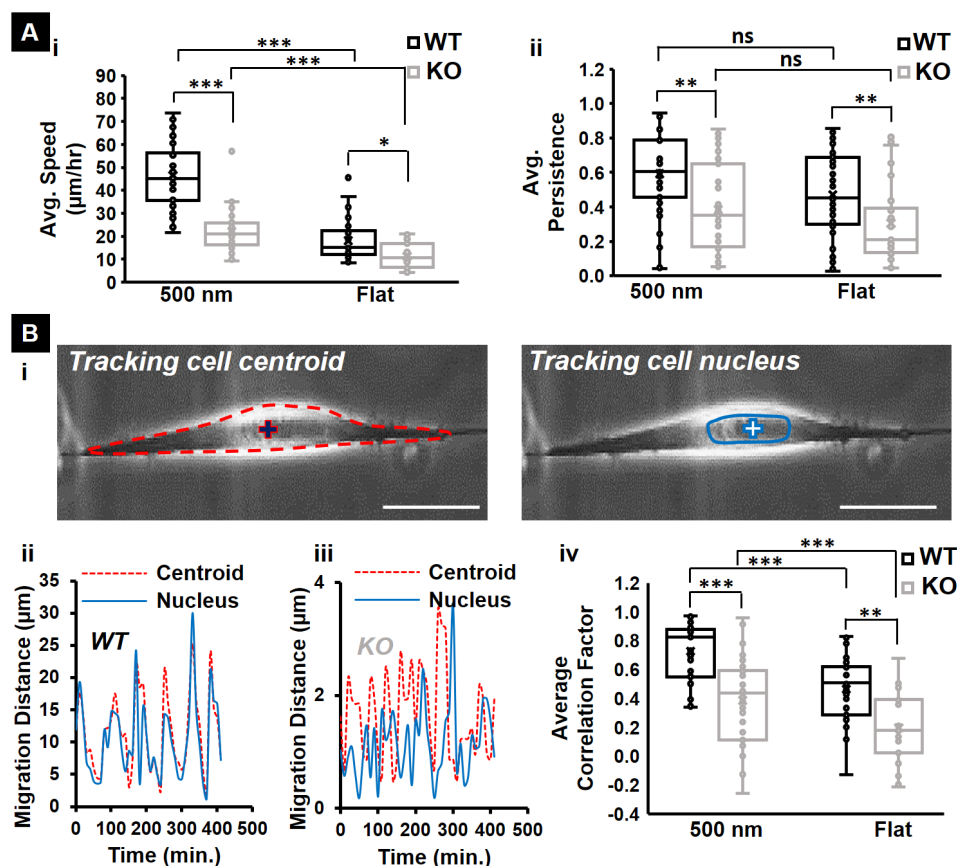 A
i
***
***
***
*
WT
KO
Avg. Speed
(µm/hr)
90
80
70
60
50
40
30
20
10
0
500 nm
Flat
ii
ns
ns
**
**
WT
KO
Avg.
Persistence
1.2
1.0
0.8
0.6
0.4
0.2
0.0
500 nm
Flat
B
i
Tracking cell centroid
Tracking cell nucleus
ii
Centroid
Nucleus
WT
Migration Distance (µm)
35
30
25
20
15
10
5
0
0 100 200 300 400 500
Time (min.)
iii
Centroid
Nucleus
KO
Migration Distance (µm)
4
2
0
0 100 200 300 400 500
Time (min.)
iv
***
***
***
**
WT
KO
Average
Correlation Factor
1.2
1.0
0.8
0.6
0.4
0.2
0.0
-0.2
-0.4
500 nm
Flat